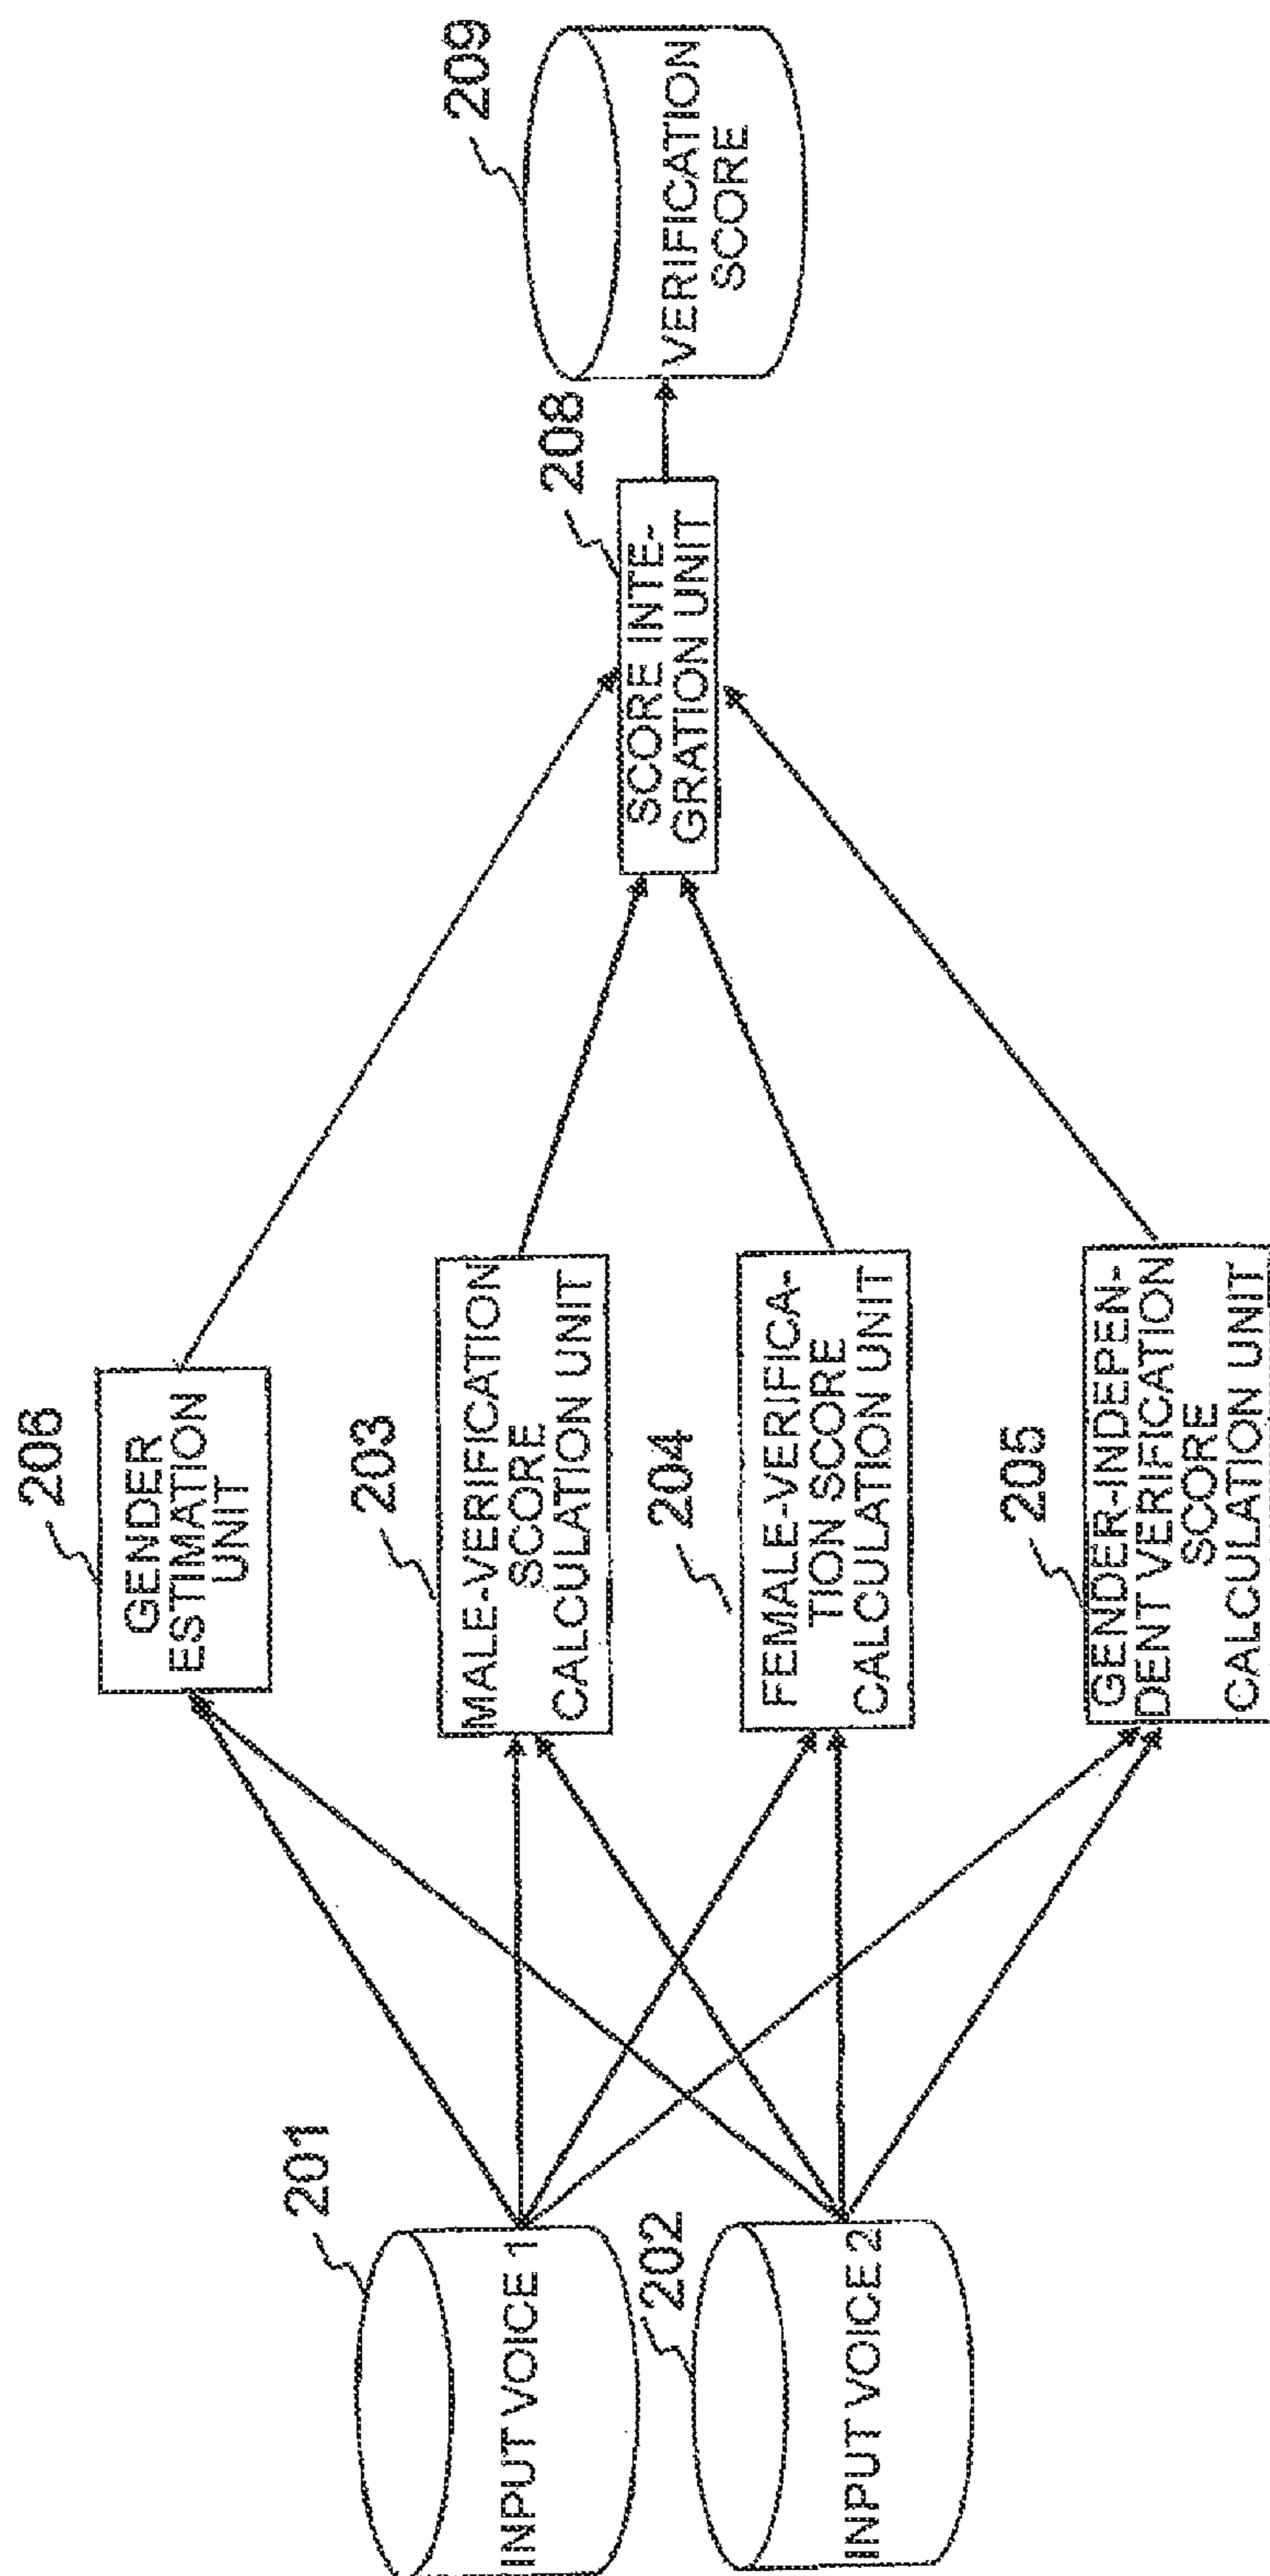 201
INPUT VOICE 1
202
INPUT VOICE 2
206
GENDER
ESTIMATION
UNIT
203
MALE-VERIFICATION
SCORE
CALCULATION UNIT
204
FEMALE-VERIFICA-
TION SCORE
CALCULATION UNIT
205
GENDER-INDEPEN-
DENT VERIFICATION
SCORE
CALCULATION UNIT
208
SCORE INTE-
GRATION UNIT
209
VERIFICATION
SCORE